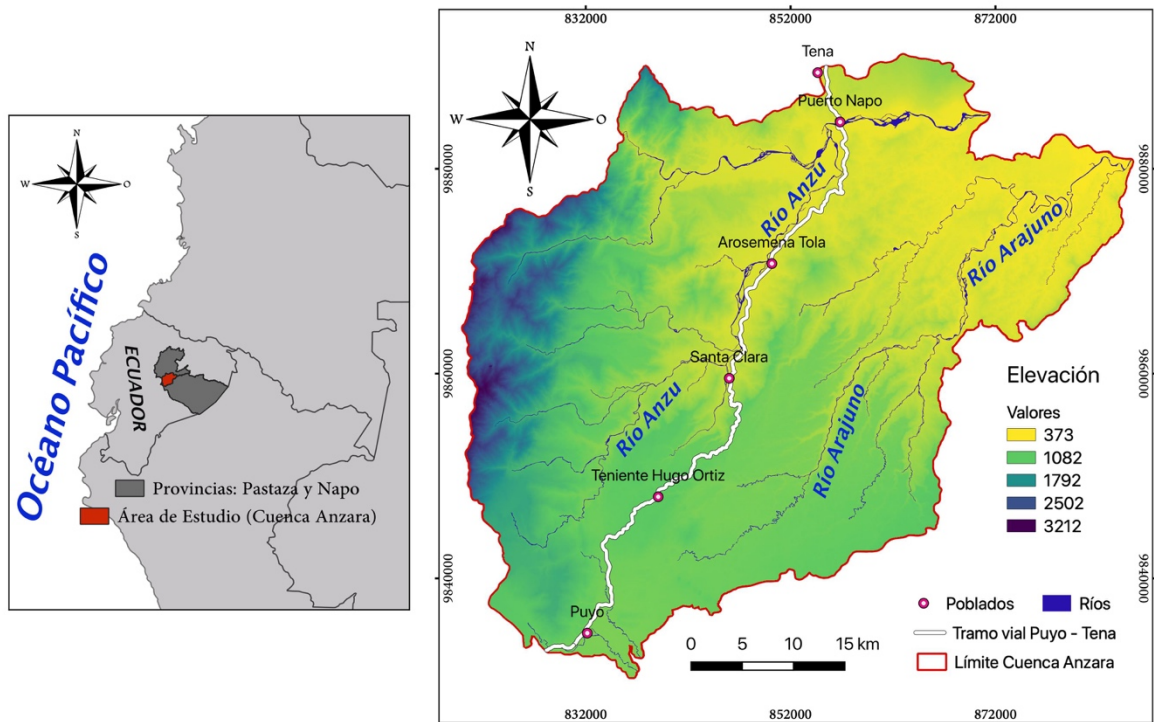 N
W
O
S
Océano Pacífico
ECUADOR
Provincias: Pastaza y Napo
Área de Estudio (Cuenca Anzara)
832000
852000
872000
N
W
O
S
Tena
Puerto Napo
9880000
9880000
Río Anzu
Arosemena Tola
Río Arajuno
Santa Clara
9860000
9860000
Río Anzu
Río Arajuno
Teniente Hugo Ortiz
Elevación
Valores
373
1082
1792
2502
3212
9840000
9840000
Puyo
Poblados
Ríos
Tramo vial Puyo - Tena
Límite Cuenca Anzara
0
5
10
15 km
832000
852000
872000